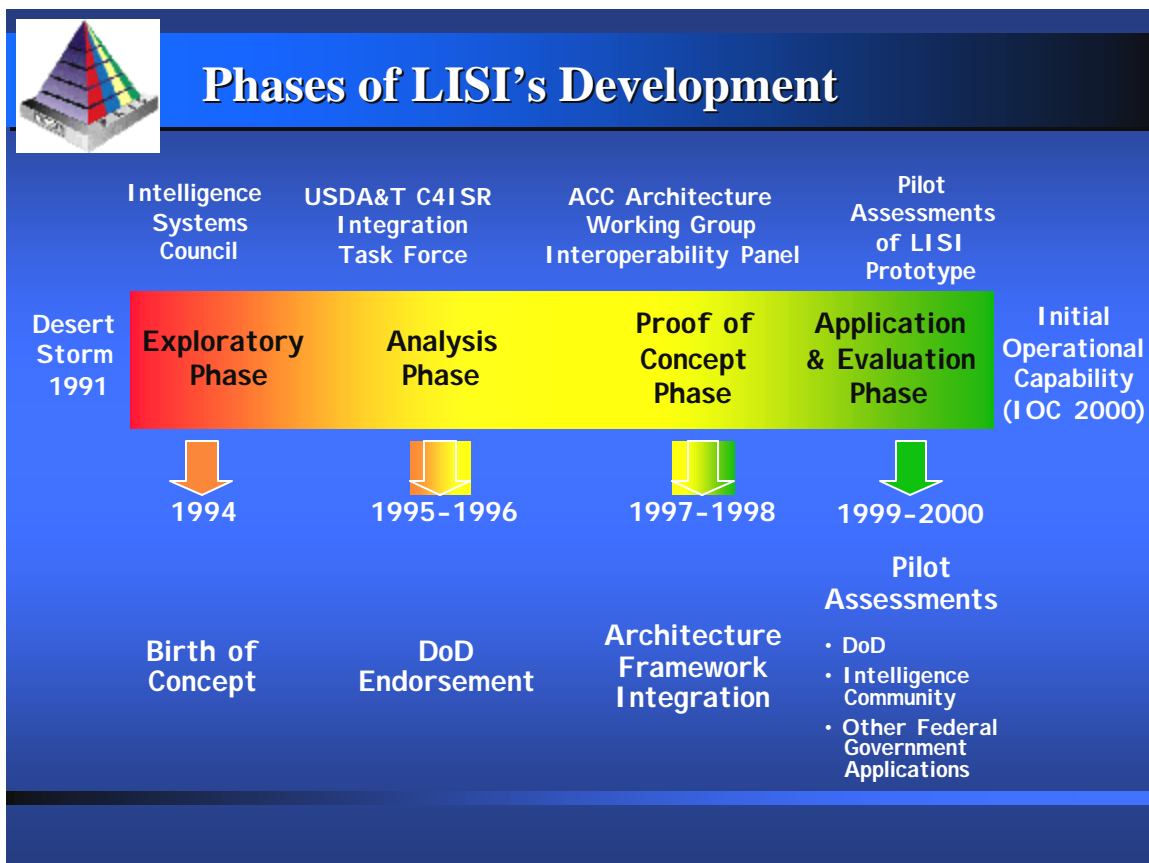 Phases of LISI's Development
Intelligence
Systems
Council
USDA&T C4ISR
Integration
Task Force
ACC Architecture
Working Group
Interoperability Panel
Pilot
Assessments
of LISI
Prototype
Desert
Storm
1991
Exploratory
Phase
Analysis
Phase
Proof of
Concept
Phase
Application
& Evaluation
Phase
Initial
Operational
Capability
(IOC 2000)
1994
1995-1996
1997-1998
1999-2000
Birth of
Concept
DoD
Endorsement
Architecture
Framework
Integration
Pilot
Assessments
• DoD
• Intelligence
Community
• Other Federal
Government
Applications